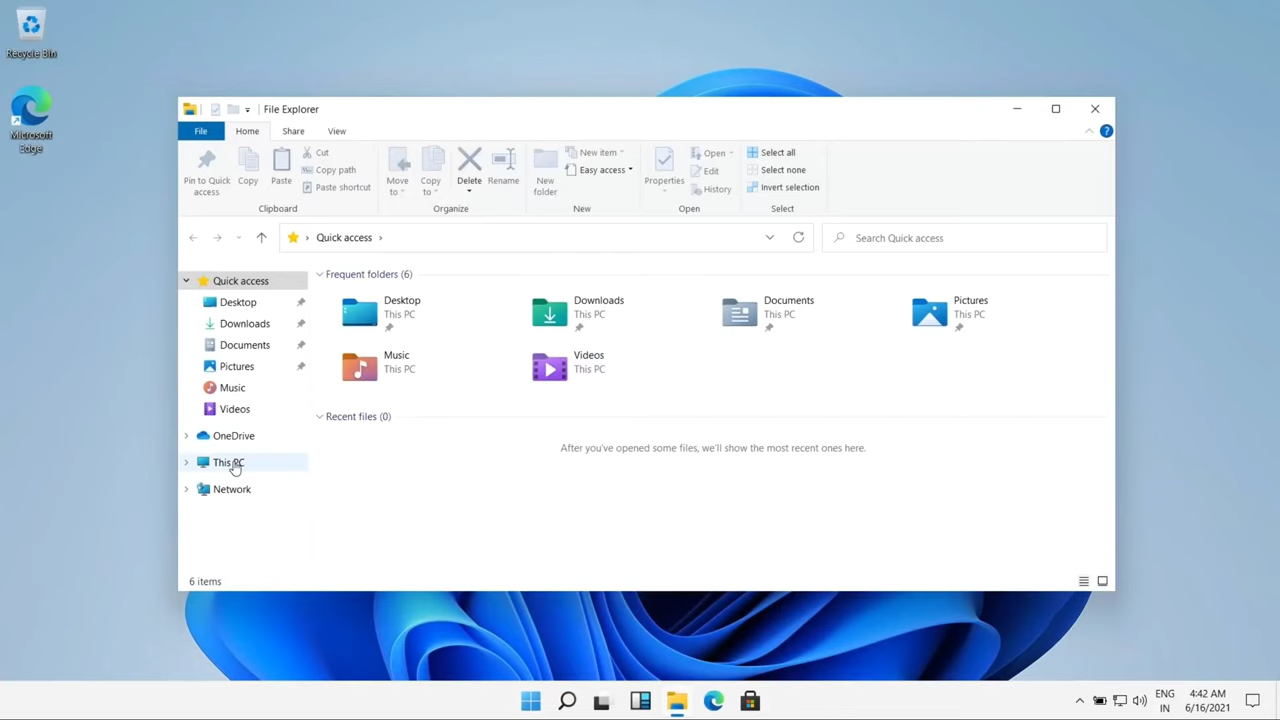 Recycle Bin
Microsoft
Edge
File Explorer
File
Home
Share
View
Pin to Quick
access
Copy
Paste
Cut
Copy path
Paste shortcut
Clipboard
Move
to
Copy
to
Delete
Rename
Organize
New
folder
New item
Easy access
New
Properties
Open
Edit
History
Open
Select all
Select none
Invert selection
Select
Quick access
Search Quick access
Quick access
Desktop
Downloads
Documents
Pictures
Music
Videos
OneDrive
This PC
Network
Frequent folders (6)
Desktop
This PC
Downloads
This PC
Documents
This PC
Pictures
This PC
Music
This PC
Videos
This PC
Recent files (0)
After you've opened some files, we'll show the most recent ones here.
6 items
ENG
IN
4:42 AM
6/16/2021